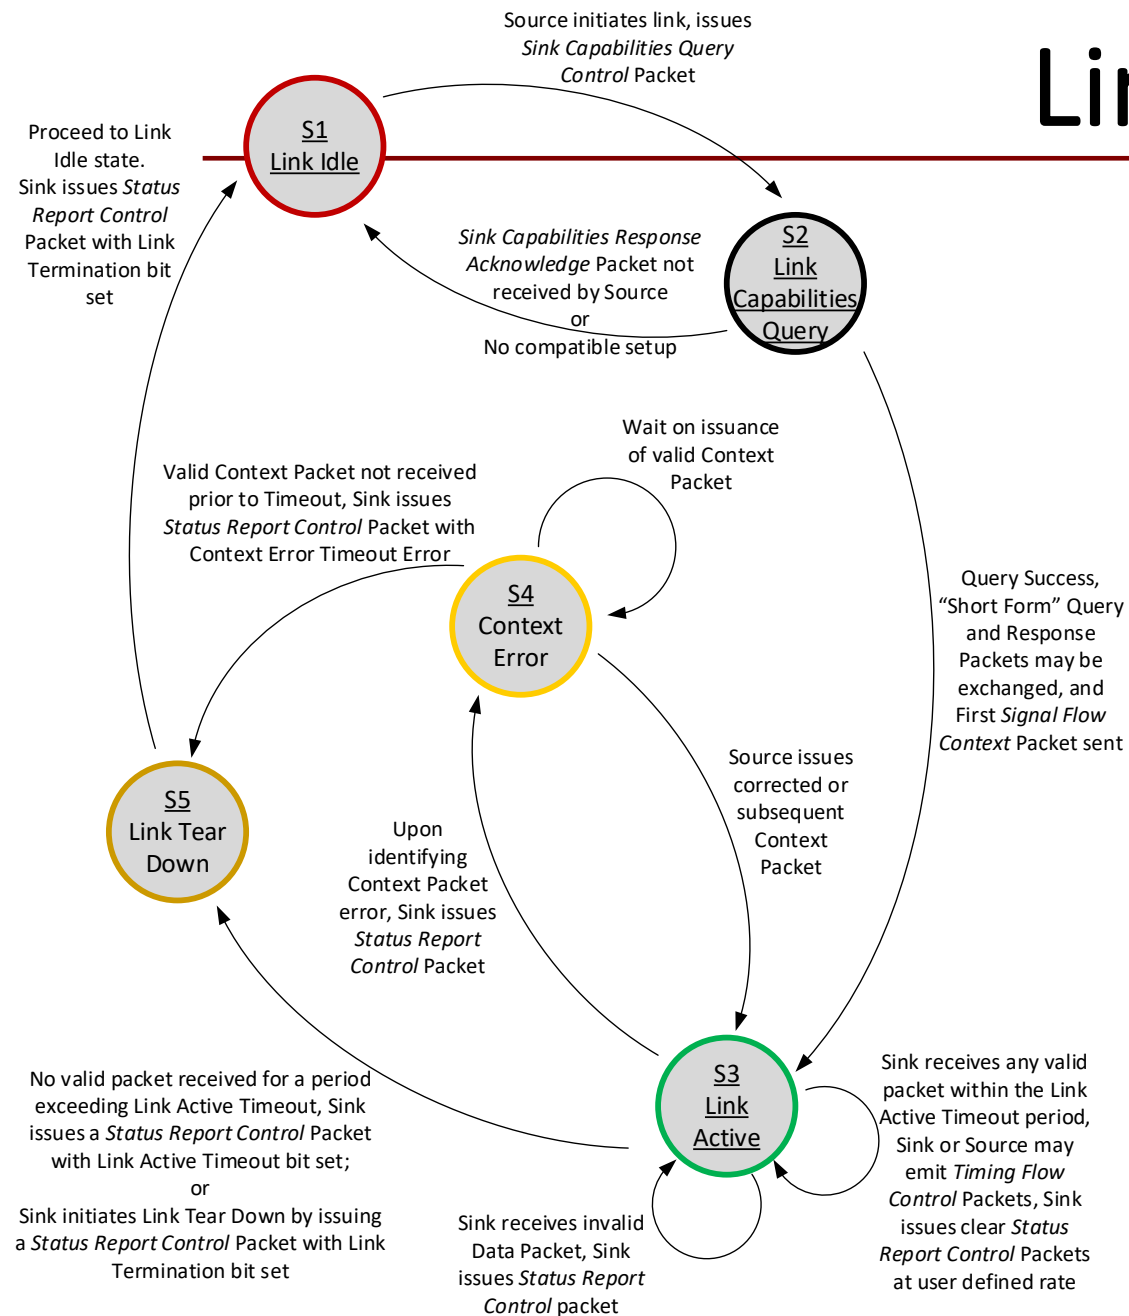 Source initiates link, issues
Sink Capabilities Query
Control Packet
Lin
S1
Link Idle
Proceed to Link
Idle state.
Sink issues Status
Report Control
Packet with Link
Termination bit
set
Sink Capabilities Response
Acknowledge Packet not
received by Source
or
No compatible setup
S2
Link
Capabilities
Query
Wait on issuance
of valid Context
Packet
Valid Context Packet not received
prior to Timeout, Sink issues
Status Report Control Packet with
Context Error Timeout Error
S4
Context
Error
Query Success,
“Short Form” Query
and Response
Packets may be
exchanged, and
First Signal Flow
Context Packet sent
Source issues
corrected or
subsequent
Context
Packet
S5
Link Tear
Down
Upon
identifying
Context Packet
error, Sink issues
Status Report
Control Packet
S3
Link
Active
Sink receives any valid
packet within the Link
Active Timeout period,
Sink or Source may
emit Timing Flow
Control Packets, Sink
issues clear Status
Report Control Packets
at user defined rate
No valid packet received for a period
exceeding Link Active Timeout, Sink
issues a Status Report Control Packet
with Link Active Timeout bit set;
or
Sink initiates Link Tear Down by issuing
a Status Report Control Packet with Link
Termination bit set
Sink receives invalid
Data Packet, Sink
issues Status Report
Control packet